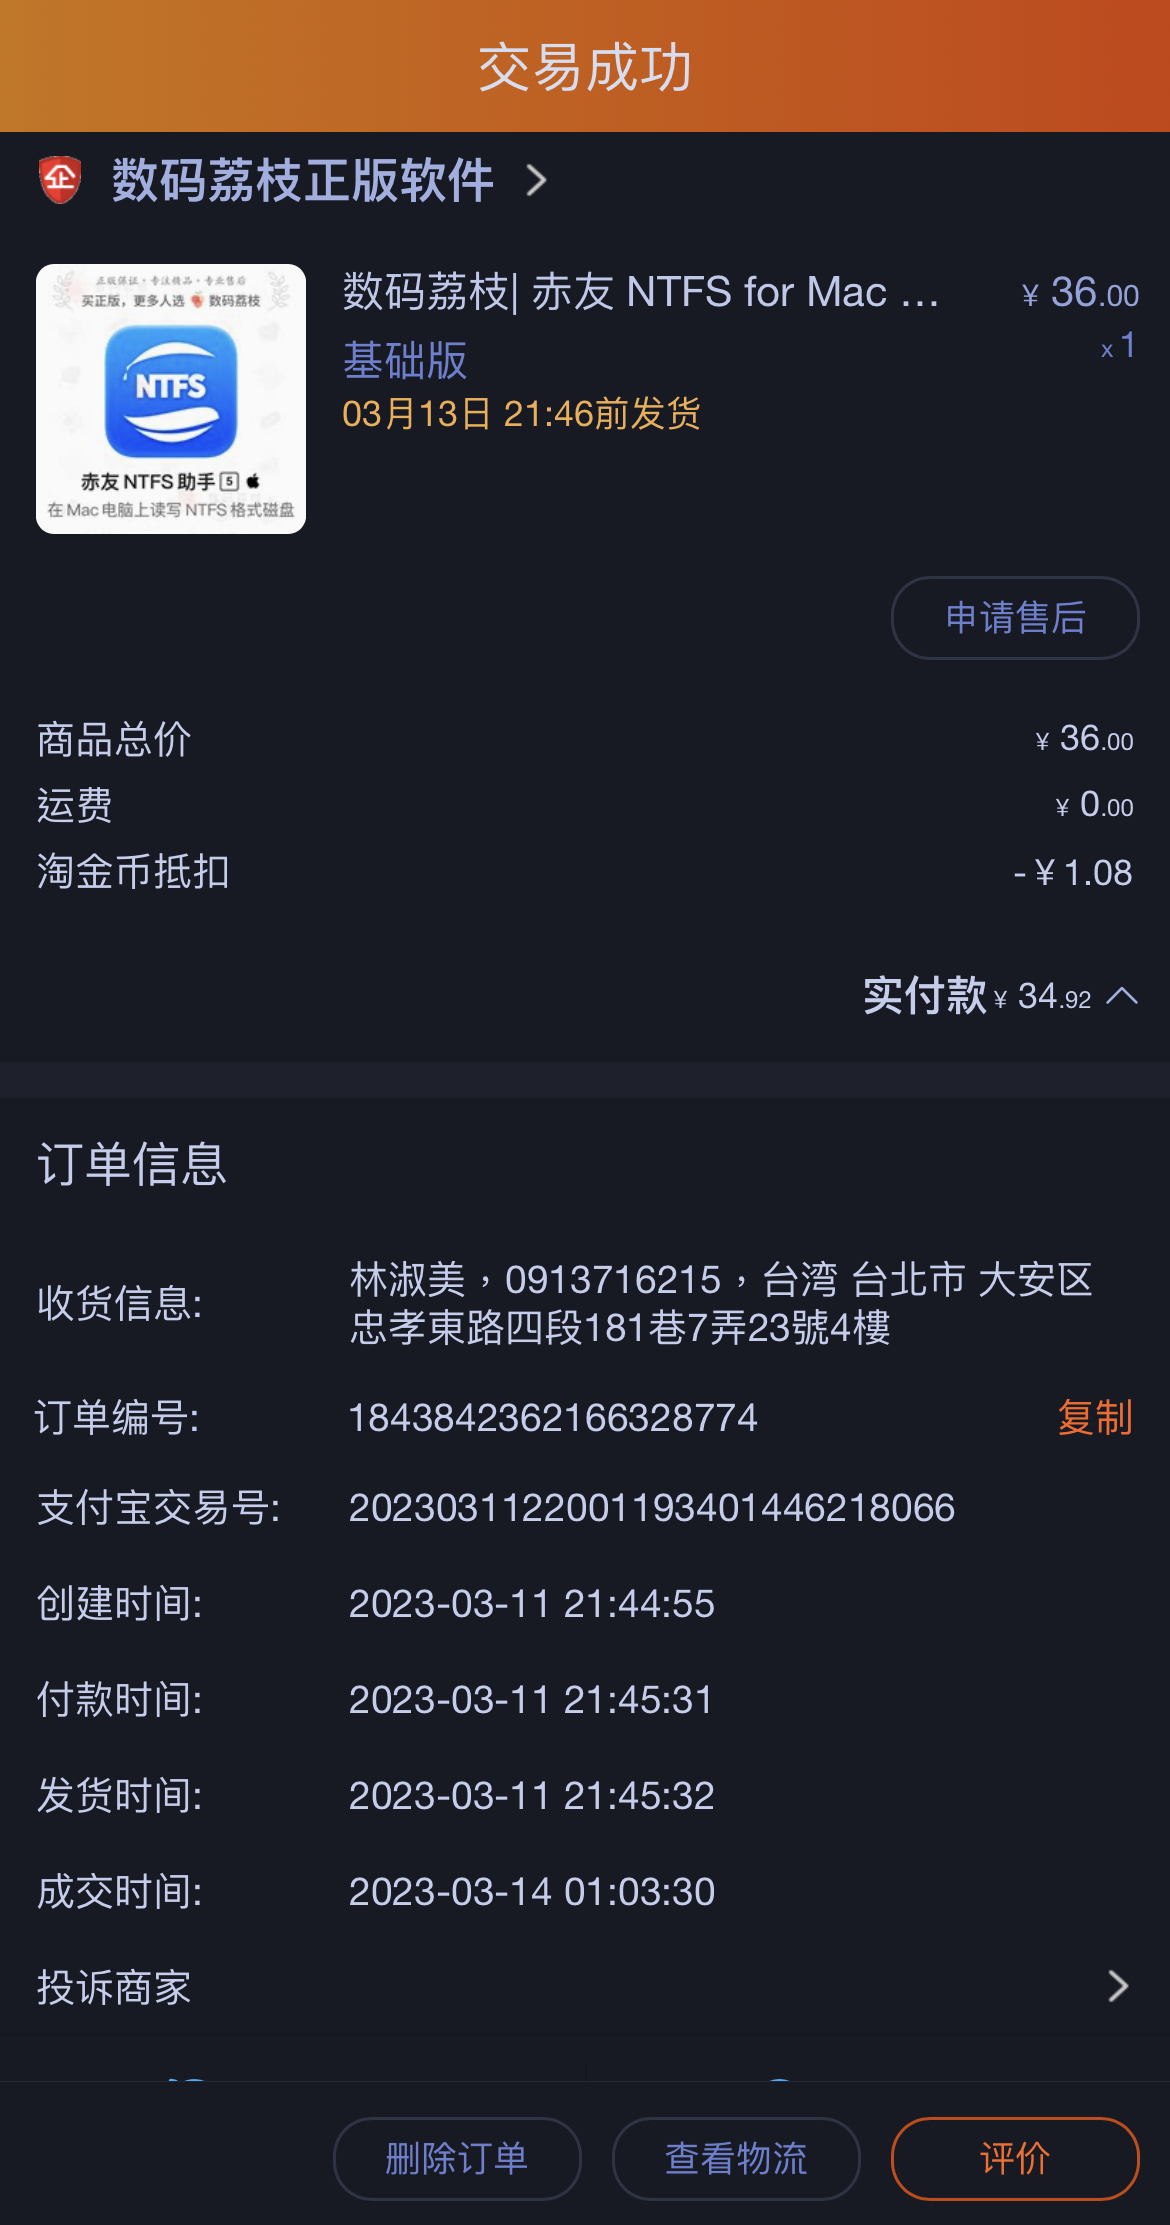 交易成功
企 数码荔枝正版软件
正版保证·专注精品·专业售后
买正版，更多人选 数码荔枝
NTFS
赤友 NTFS 助手 5
在 Mac 电脑上读写 NTFS 格式磁盘
数码荔枝| 赤友 NTFS for Mac … ¥ 36.00
基础版 x1
03月13日 21:46前发货
申请售后
商品总价 ¥ 36.00
运费 ¥ 0.00
淘金币抵扣 -¥1.08
实付款 ¥ 34.92
订单信息
收货信息: 林淑美，0913716215，台湾 台北市 大安区
忠孝東路四段181巷7弄23號4樓
订单编号: 1843842362166328774 复制
支付宝交易号: 2023031122001193401446218066
创建时间: 2023-03-11 21:44:55
付款时间: 2023-03-11 21:45:31
发货时间: 2023-03-11 21:45:32
成交时间: 2023-03-14 01:03:30
投诉商家
删除订单 查看物流 评价